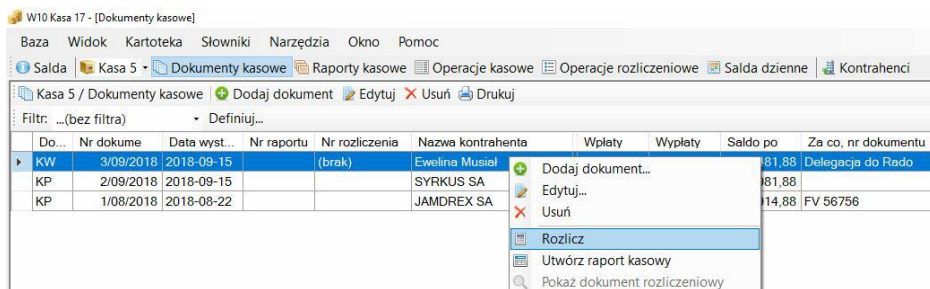 W10 Kasa 17 - [Dokumenty kasowe]
Baza Widok Kartoteka Słowniki Narzędzia Okno Pomoc
Salda Kasa 5 Dokumenty kasowe Raporty kasowe Operacje kasowe Operacje rozliczeniowe Salda dzienne Kontrahenci
Kasa 5 / Dokumenty kasowe Dodaj dokument Edytuj Usuń Drukuj
Filtr: ...(bez filtra) Definiuj...
Do... Nr dokume Data wyst... Nr raportu Nr rozliczenia Nazwa kontrahenta Wpłaty Wypłaty Saldo po Za co, nr dokumentu
KW 3/09/2018 2018-09-15 (brak) Ewelina Musiał 81,88 Delegacja do Rado
KP 2/09/2018 2018-09-15 SYRKUS SA 81,88
KP 1/08/2018 2018-08-22 JAMDREX SA 14,88 FV 56756
Dodaj dokument...
Edytuj...
Usuń
Rozlicz
Utwórz raport kasowy
Pokaż dokument rozliczeniowy